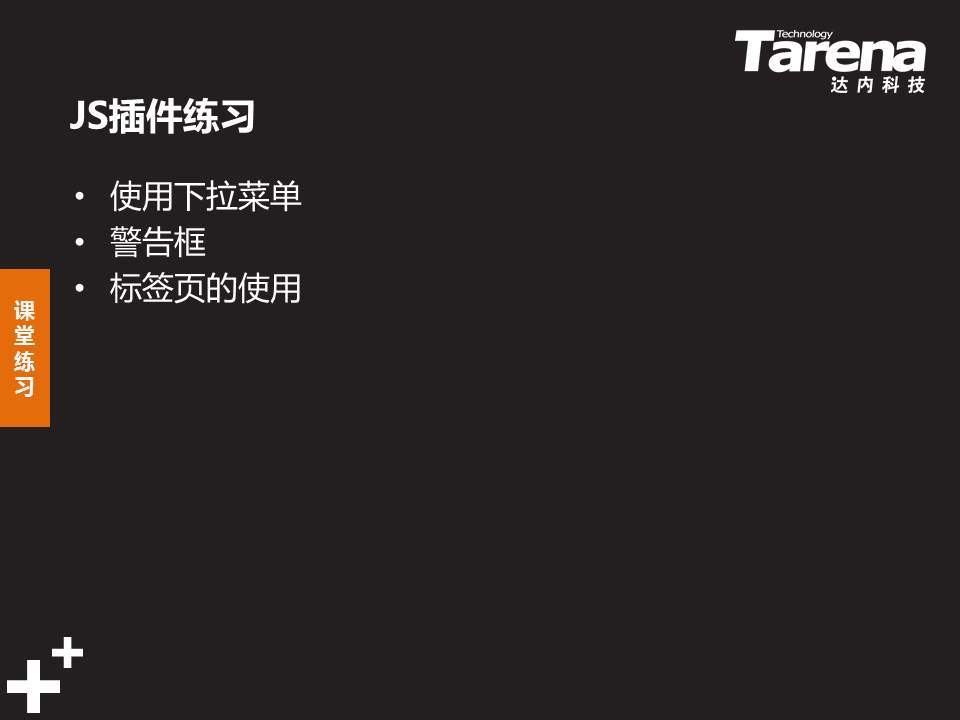 Technology
Tarena
达内科技
JS插件练习
• 使用下拉菜单
• 警告框
• 标签页的使用
课
堂
练
习